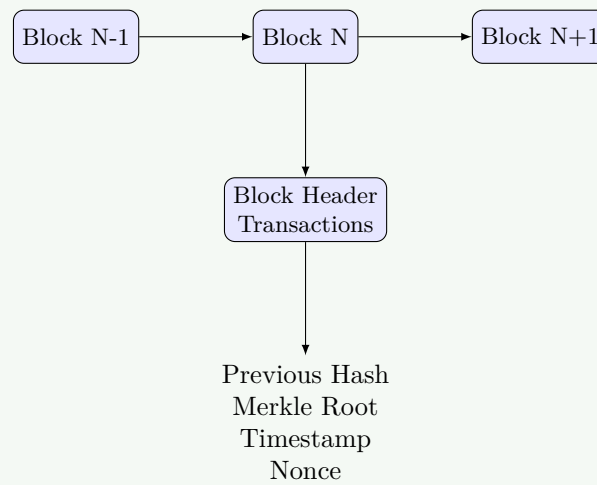 Block N-1
Block N
Block N+1
Block Header
Transactions
Previous Hash
Merkle Root
Timestamp
Nonce